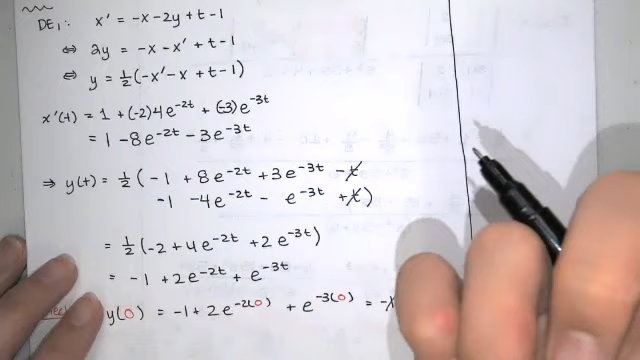 DE₁: x' = -x - 2y + t - 1
⇔ 2y = -x - x' + t - 1
⇔ y = ½(-x' - x + t - 1)
x'(t) = 1 + (-2)4e^{-2t} + (-3)e^{-3t}
= 1 - 8e^{-2t} - 3e^{-3t}
⇒ y(t) = ½( -1 + 8e^{-2t} + 3e^{-3t} - t
-1 - 4e^{-2t} - e^{-3t} + t )
= ½(-2 + 4e^{-2t} + 2e^{-3t})
= -1 + 2e^{-2t} + e^{-3t}
y(0) = -1 + 2e^{-2(0)} + e^{-3(0)} = -1